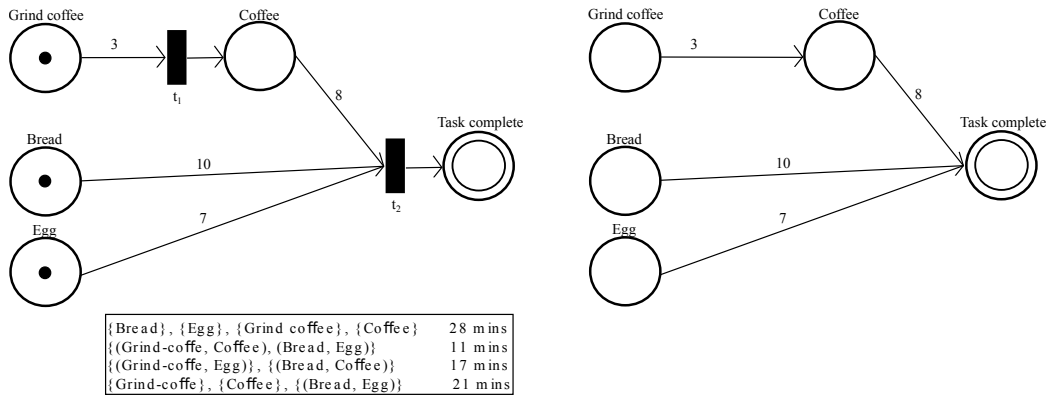 Grind coffee
Coffee
3
t1
8
Task complete
Bread
10
t2
Egg
7
Grind coffee
Coffee
3
8
Task complete
Bread
10
Egg
7
{Bread}, {Egg}, {Grind coffee}, {Coffee} 28 mins
{(Grind-coffe, Coffee), (Bread, Egg)} 11 mins
{(Grind-coffe, Egg)}, {(Bread, Coffee)} 17 mins
{Grind-coffe}, {Coffee}, {(Bread, Egg)} 21 mins